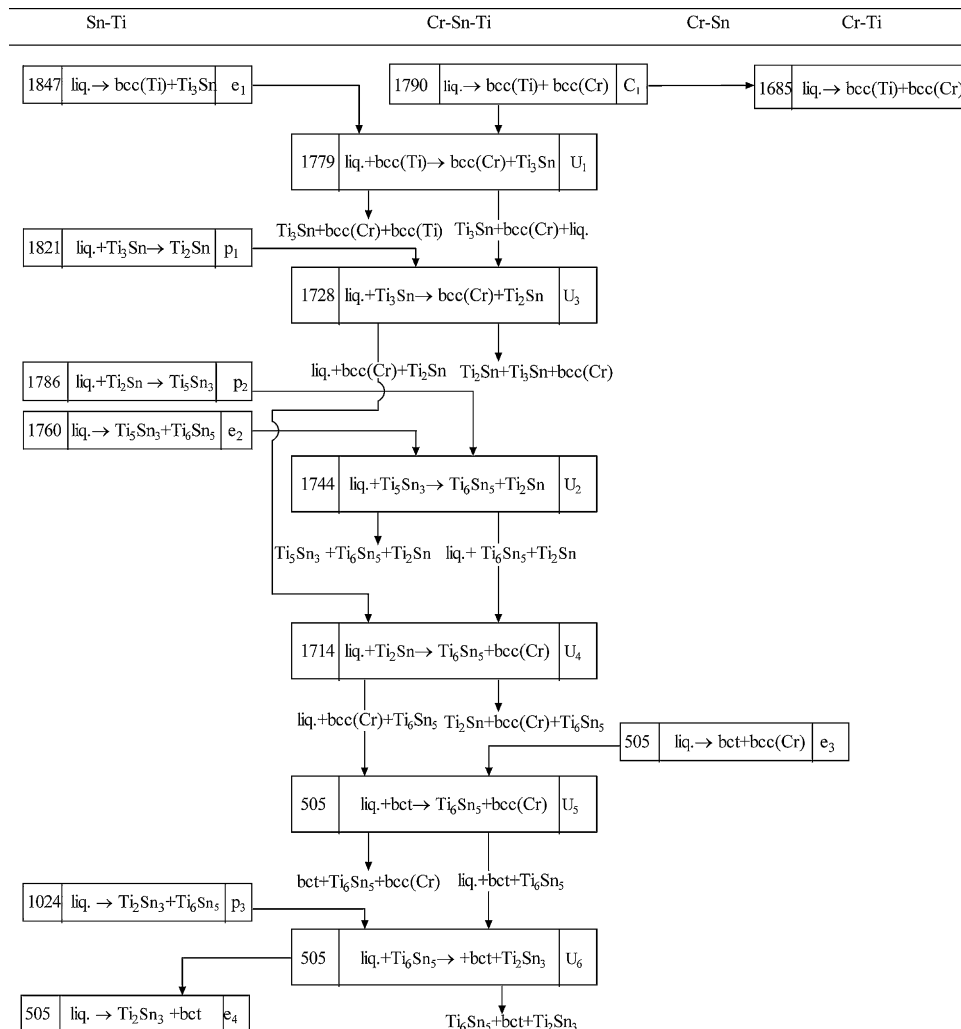 Sn-Ti Cr-Sn-Ti Cr-Sn Cr-Ti
1847 liq.→ bcc(Ti)+Ti₃Sn e₁
1790 liq.→ bcc(Ti)+ bcc(Cr) C₁
1685 liq.→ bcc(Ti)+bcc(Cr)
1779 liq.+bcc(Ti)→ bcc(Cr)+Ti₃Sn U₁
Ti₃Sn+bcc(Cr)+bcc(Ti) Ti₃Sn+bcc(Cr)+liq.
1821 liq.+Ti₃Sn→ Ti₂Sn p₁
1728 liq.+Ti₃Sn→ bcc(Cr)+Ti₂Sn U₃
liq.+bcc(Cr)+Ti₂Sn Ti₂Sn+Ti₃Sn+bcc(Cr)
1786 liq.+Ti₂Sn → Ti₅Sn₃ p₂
1760 liq.→ Ti₅Sn₃+Ti₆Sn₅ e₂
1744 liq.+Ti₅Sn₃→ Ti₆Sn₅+Ti₂Sn U₂
Ti₅Sn₃ +Ti₆Sn₅+Ti₂Sn liq.+ Ti₆Sn₅+Ti₂Sn
1714 liq.+Ti₂Sn→ Ti₆Sn₅+bcc(Cr) U₄
liq.+bcc(Cr)+Ti₆Sn₅ Ti₂Sn+bcc(Cr)+Ti₆Sn₅
505 liq.→ bct+bcc(Cr) e₃
505 liq.+bct→ Ti₆Sn₅+bcc(Cr) U₅
bct+Ti₆Sn₅+bcc(Cr) liq.+bct+Ti₆Sn₅
1024 liq. → Ti₂Sn₃+Ti₆Sn₅ p₃
505 liq.+Ti₆Sn₅→ +bct+Ti₂Sn₃ U₆
505 liq. → Ti₂Sn₃ +bct e₄
Ti₆Sn₅+bct+Ti₂Sn₃